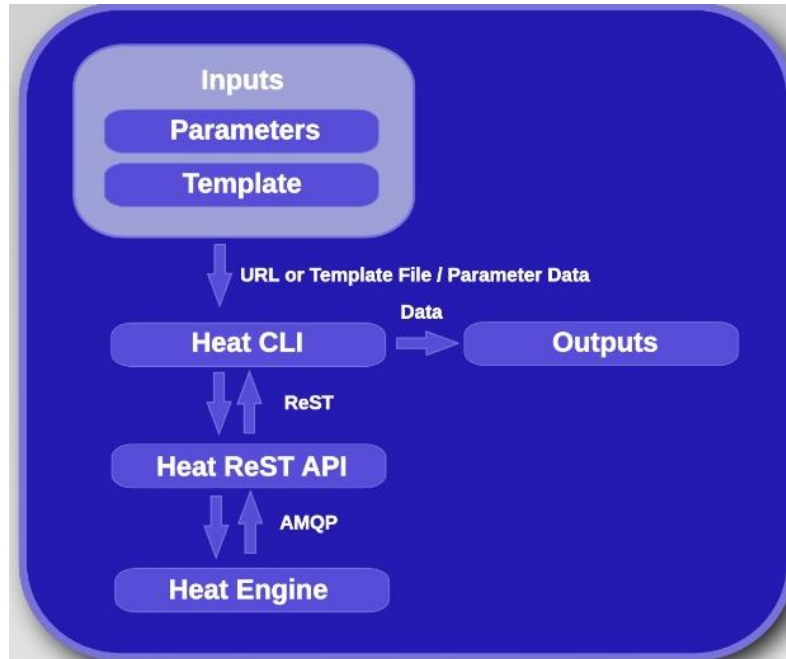 Inputs
Parameters
Template
URL or Template File / Parameter Data
Data
Heat CLI
Outputs
ReST
Heat ReST API
AMQP
Heat Engine